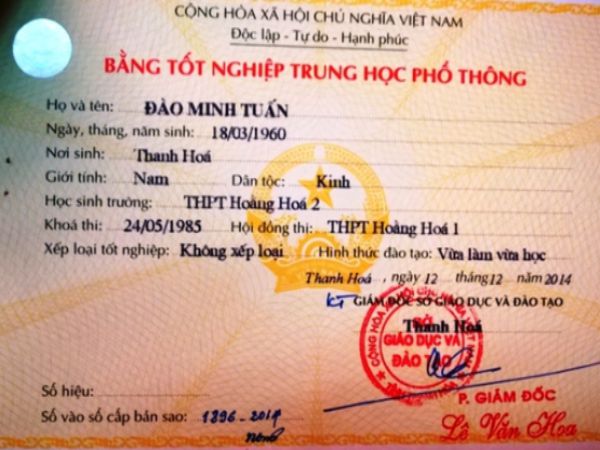 CỘNG HÒA XÃ HỘI CHỦ NGHĨA VIỆT NAM
Độc lập - Tự do - Hạnh phúc
BẰNG TỐT NGHIỆP TRUNG HỌC PHỔ THÔNG
Họ và tên: ĐÀO MINH TUẤN
Ngày, tháng, năm sinh: 18/03/1960
Nơi sinh: Thanh Hoá
Giới tính: Nam Dân tộc: Kinh
Học sinh trường: THPT Hoằng Hoá 2
Khoá thi: 24/05/1985 Hội đồng thi: THPT Hoằng Hoá 1
Xếp loại tốt nghiệp: Không xếp loại Hình thức đào tạo: Vừa làm vừa học
Thanh Hoá, ngày 12 tháng 12 năm 2014
KT GIÁM ĐỐC SỞ GIÁO DỤC VÀ ĐÀO TẠO
Thanh Hoá
SỞ
GIÁO DỤC VÀ
ĐÀO TẠO
Số hiệu:
P. GIÁM ĐỐC
Số vào sổ cấp bản sao: 1896-2014
Lê Văn Hoa